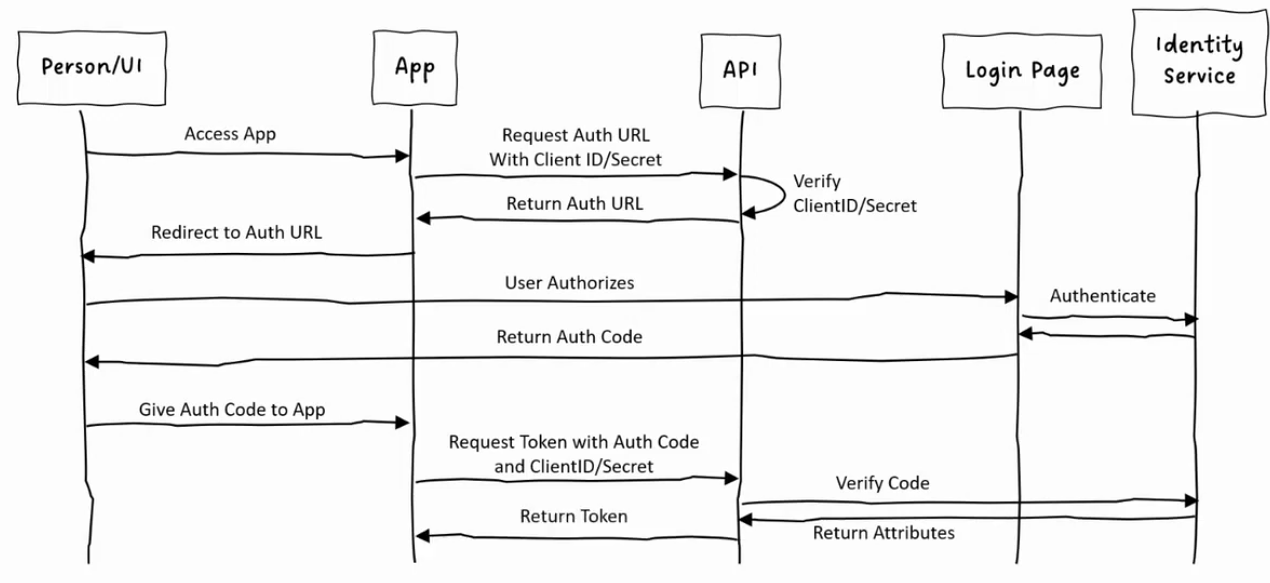 Person/UI
App
API
Login Page
Identity
Service
Access App
Request Auth URL
With Client ID/Secret
Verify
ClientID/Secret
Return Auth URL
Redirect to Auth URL
User Authorizes
Authenticate
Return Auth Code
Give Auth Code to App
Request Token with Auth Code
and ClientID/Secret
Verify Code
Return Token
Return Attributes